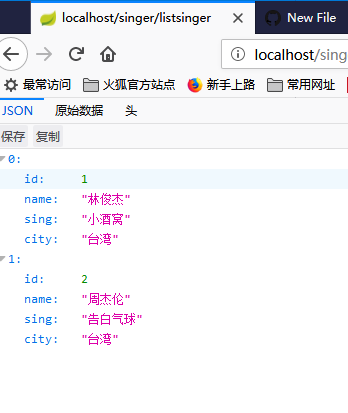 localhost/singer/listsinger
New File
localhost/sing
最常访问 火狐官方站点 新手上路 常用网址
JSON 原始数据 头
保存 复制
0:
id: 1
name: "林俊杰"
sing: "小酒窝"
city: "台湾"
1:
id: 2
name: "周杰伦"
sing: "告白气球"
city: "台湾"